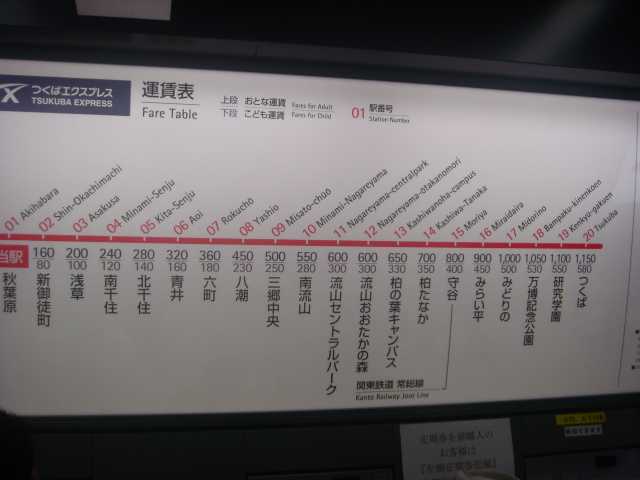 つくばエクスプレス
TSUKUBA EXPRESS
運賃表
Fare Table
上段 おとな運賃 Fares for Adult
下段 こども運賃 Fares for Child
01 駅番号
Station Number
01 Akihabara
02 Shin-Okachimachi
03 Asakusa
04 Minami-Senju
05 Kita-Senju
06 Aoi
07 Rokucho
08 Yashio
09 Misato-chuo
10 Minami-Nagareyama
11 Nagareyama-centralpark
12 Nagareyama-otakanomori
13 Kashiwanoha-campus
14 Kashiwa-Tanaka
15 Moriya
16 Miraidaira
17 Midorino
18 Bampaku-kinenkoen
19 Kenkyu-gakuen
20 Tsukuba
当駅 160 200 240 280 320 360 450 500 550 600 600 650 700 800 900 1,000 1,050 1,100 1,150
80 100 120 140 160 180 230 250 280 300 300 330 350 400 450 500 530 550 580
秋葉原
新御徒町
浅草
南千住
北千住
青井
六町
八潮
三郷中央
南流山
流山セントラルパーク
流山おおたかの森
柏の葉キャンパス
柏たなか
守谷
みらい平
みどりの
万博記念公園
研究学園
つくば
関東鉄道 常総線
Kanto Railway Joso Line
定期券を御購入の
お客様は